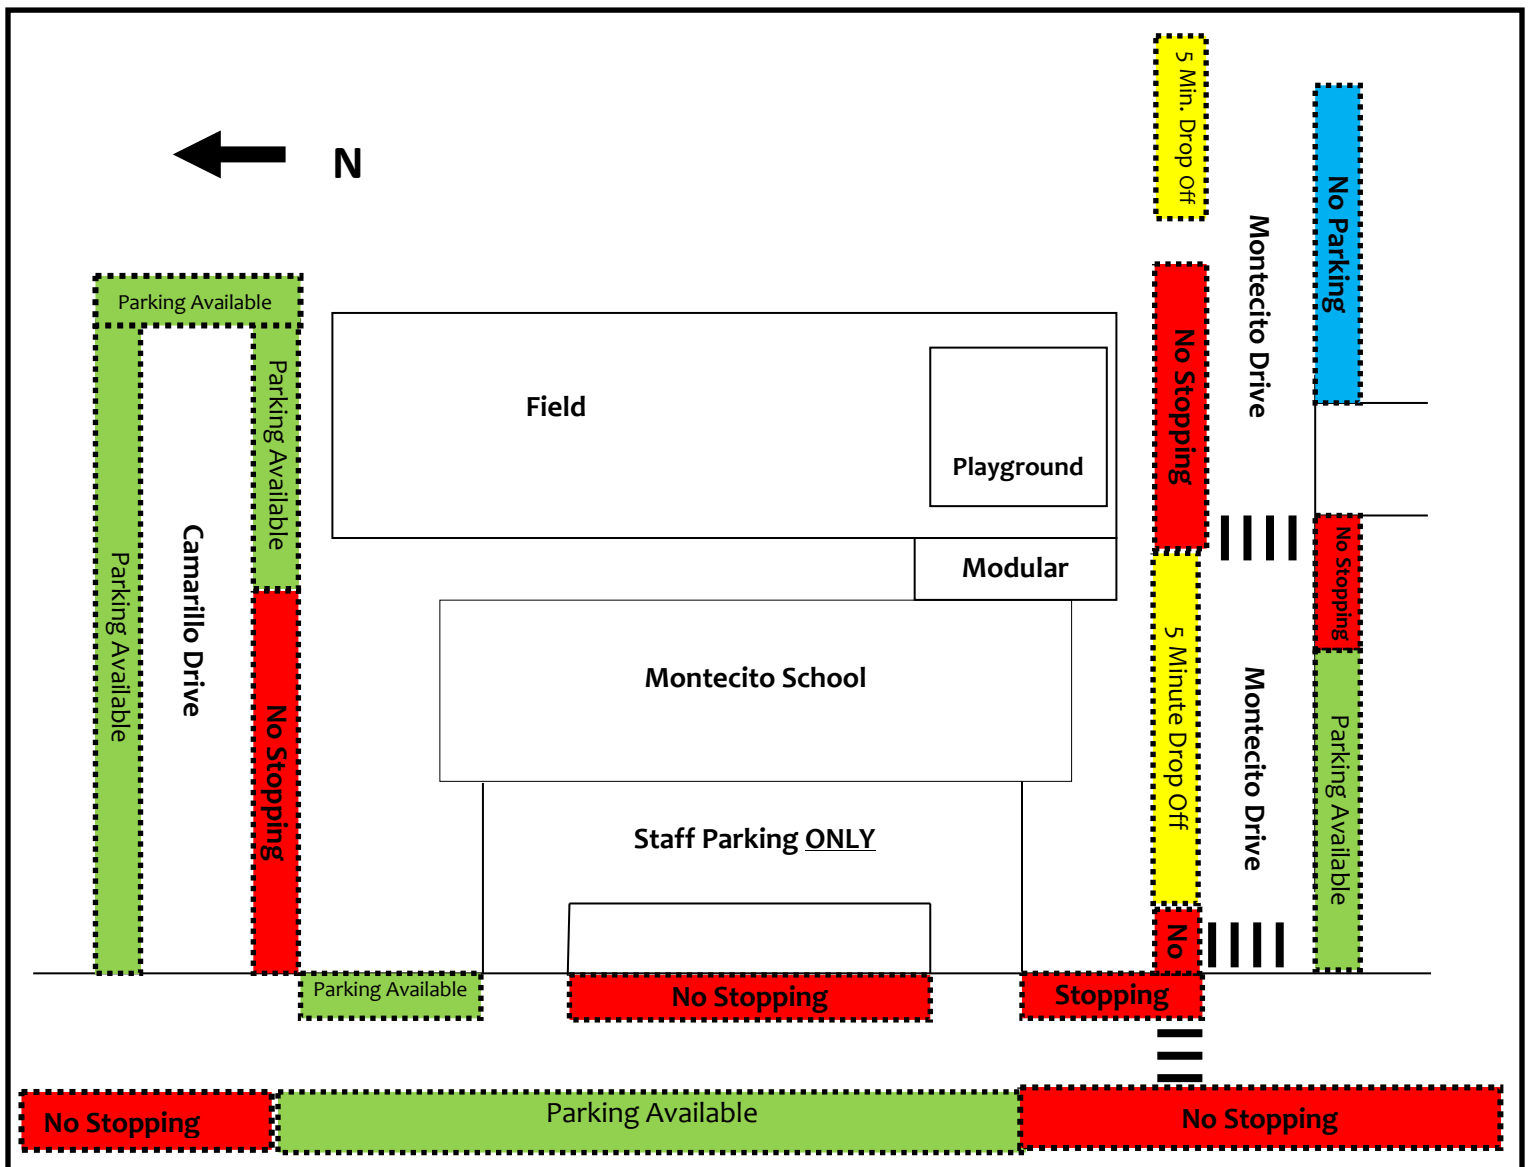 5 Min. Drop Off
N
No Parking
Montecito Drive
Parking Available
Parking Available
No Stopping
Field
Playground
Camarillo Drive
Parking Available
Modular
No Stopping
Montecito School
5 Minute Drop Off
Montecito Drive
No Stopping
Parking Available
Staff Parking ONLY
No
Parking Available
No Stopping
Stopping
No Stopping
Parking Available
No Stopping